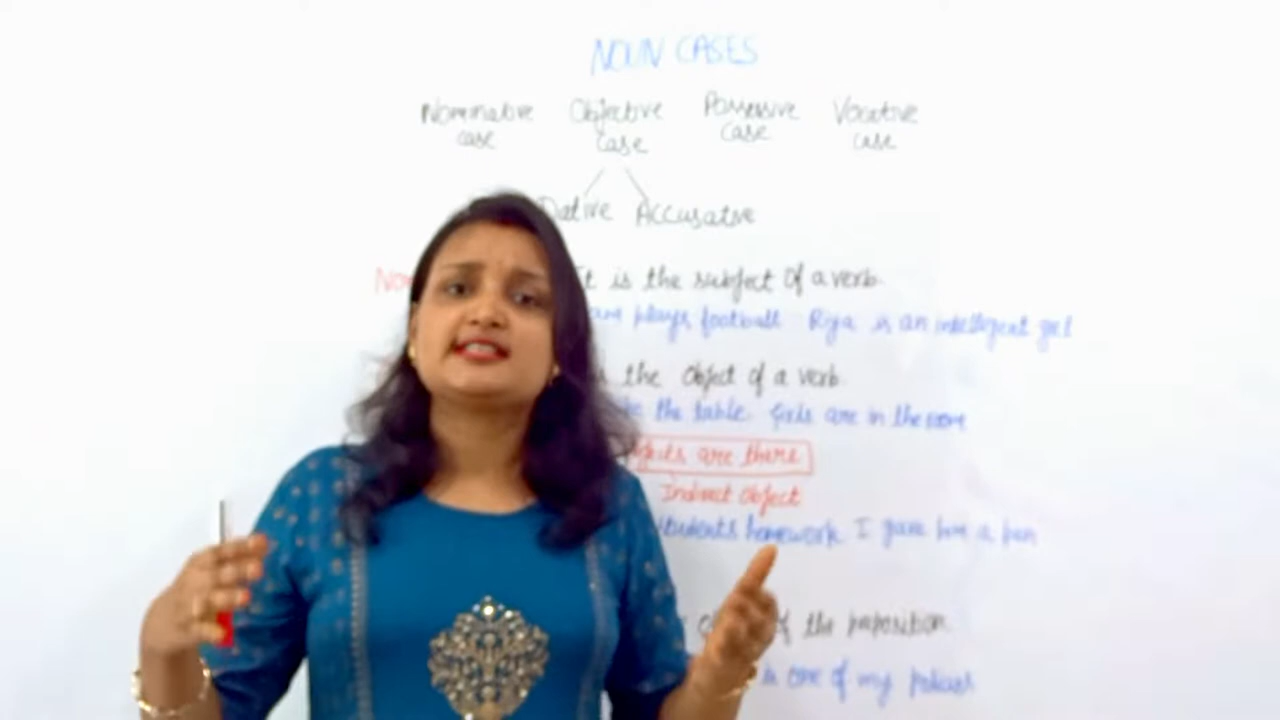 NOUN CASES
Nominative case Objective case Possessive case Vocative case
Dative Accusative
It is the subject of a verb.
plays football Riya is an intelligent girl
the object of a verb.
the table. Girls are in the room
are there
Indirect object
students homework I gave him a pen
of the preposition
is one of my